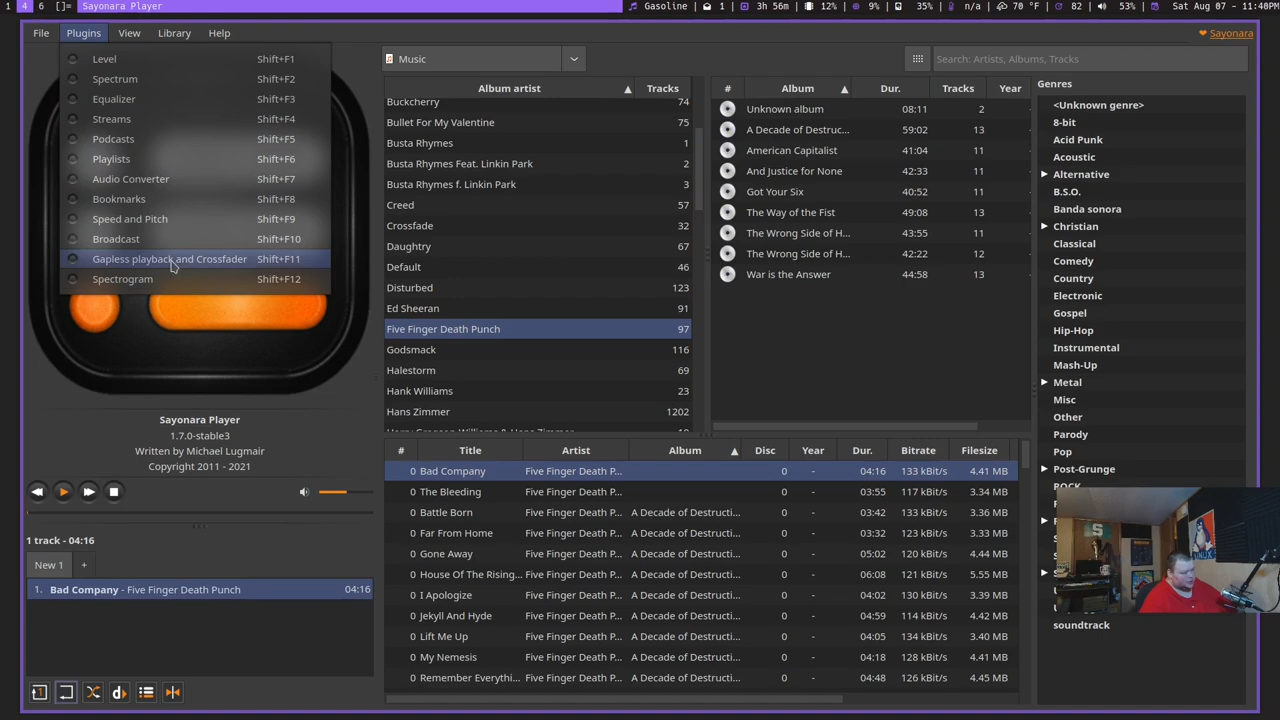 1 4 6 []= Sayonara Player
Gasoline 1 3h 56m 12% 9% 35% n/a 70 °F 82 53% Sat Aug 07 - 11:40PM
File Plugins View Library Help
Sayonara
Level Shift+F1
Spectrum Shift+F2
Equalizer Shift+F3
Streams Shift+F4
Podcasts Shift+F5
Playlists Shift+F6
Audio Converter Shift+F7
Bookmarks Shift+F8
Speed and Pitch Shift+F9
Broadcast Shift+F10
Gapless playback and Crossfader Shift+F11
Spectrogram Shift+F12
Sayonara Player
1.7.0-stable3
Written by Michael Lugmair
Copyright 2011 - 2021
1 track - 04:16
New 1 +
1. Bad Company - Five Finger Death Punch 04:16
Music
Search: Artists, Albums, Tracks
Album artist Tracks
Buckcherry 74
Bullet For My Valentine 75
Busta Rhymes 1
Busta Rhymes Feat. Linkin Park 2
Busta Rhymes f. Linkin Park 3
Creed 57
Crossfade 32
Daughtry 67
Default 46
Disturbed 123
Ed Sheeran 91
Five Finger Death Punch 97
Godsmack 116
Halestorm 69
Hank Williams 23
Hans Zimmer 1202
# Album Dur. Tracks Year
Unknown album 08:11 2
A Decade of Destruc... 59:02 13
American Capitalist 41:04 11
And Justice for None 42:33 11
Got Your Six 40:52 11
The Way of the Fist 49:08 13
The Wrong Side of H... 43:55 11
The Wrong Side of H... 42:22 12
War is the Answer 44:58 13
Genres
<Unknown genre>
8-bit
Acid Punk
Acoustic
Alternative
B.S.O.
Banda sonora
Christian
Classical
Comedy
Country
Electronic
Gospel
Hip-Hop
Instrumental
Mash-Up
Metal
Misc
Other
Parody
Pop
Post-Grunge
soundtrack
# Title Artist Album Disc Year Dur. Bitrate Filesize
0 Bad Company Five Finger Death P... 0 - 04:16 133 kBit/s 4.41 MB
0 The Bleeding Five Finger Death P... 0 - 03:55 117 kBit/s 3.34 MB
0 Battle Born Five Finger Death P... A Decade of Destructi... 0 - 03:42 133 kBit/s 3.36 MB
0 Far From Home Five Finger Death P... A Decade of Destructi... 0 - 03:32 133 kBit/s 3.33 MB
0 Gone Away Five Finger Death P... A Decade of Destructi... 0 - 05:02 120 kBit/s 4.44 MB
0 House Of The Rising... Five Finger Death P... A Decade of Destructi... 0 - 06:08 121 kBit/s 5.55 MB
0 I Apologize Five Finger Death P... A Decade of Destructi... 0 - 04:02 130 kBit/s 3.39 MB
0 Jekyll And Hyde Five Finger Death P... A Decade of Destructi... 0 - 04:59 114 kBit/s 4.43 MB
0 Lift Me Up Five Finger Death P... A Decade of Destructi... 0 - 04:05 134 kBit/s 3.40 MB
0 My Nemesis Five Finger Death P... A Decade of Destructi... 0 - 04:18 128 kBit/s 4.41 MB
0 Remember Everythi... Five Finger Death P... A Decade of Destructi... 0 - 04:48 126 kBit/s 4.45 MB